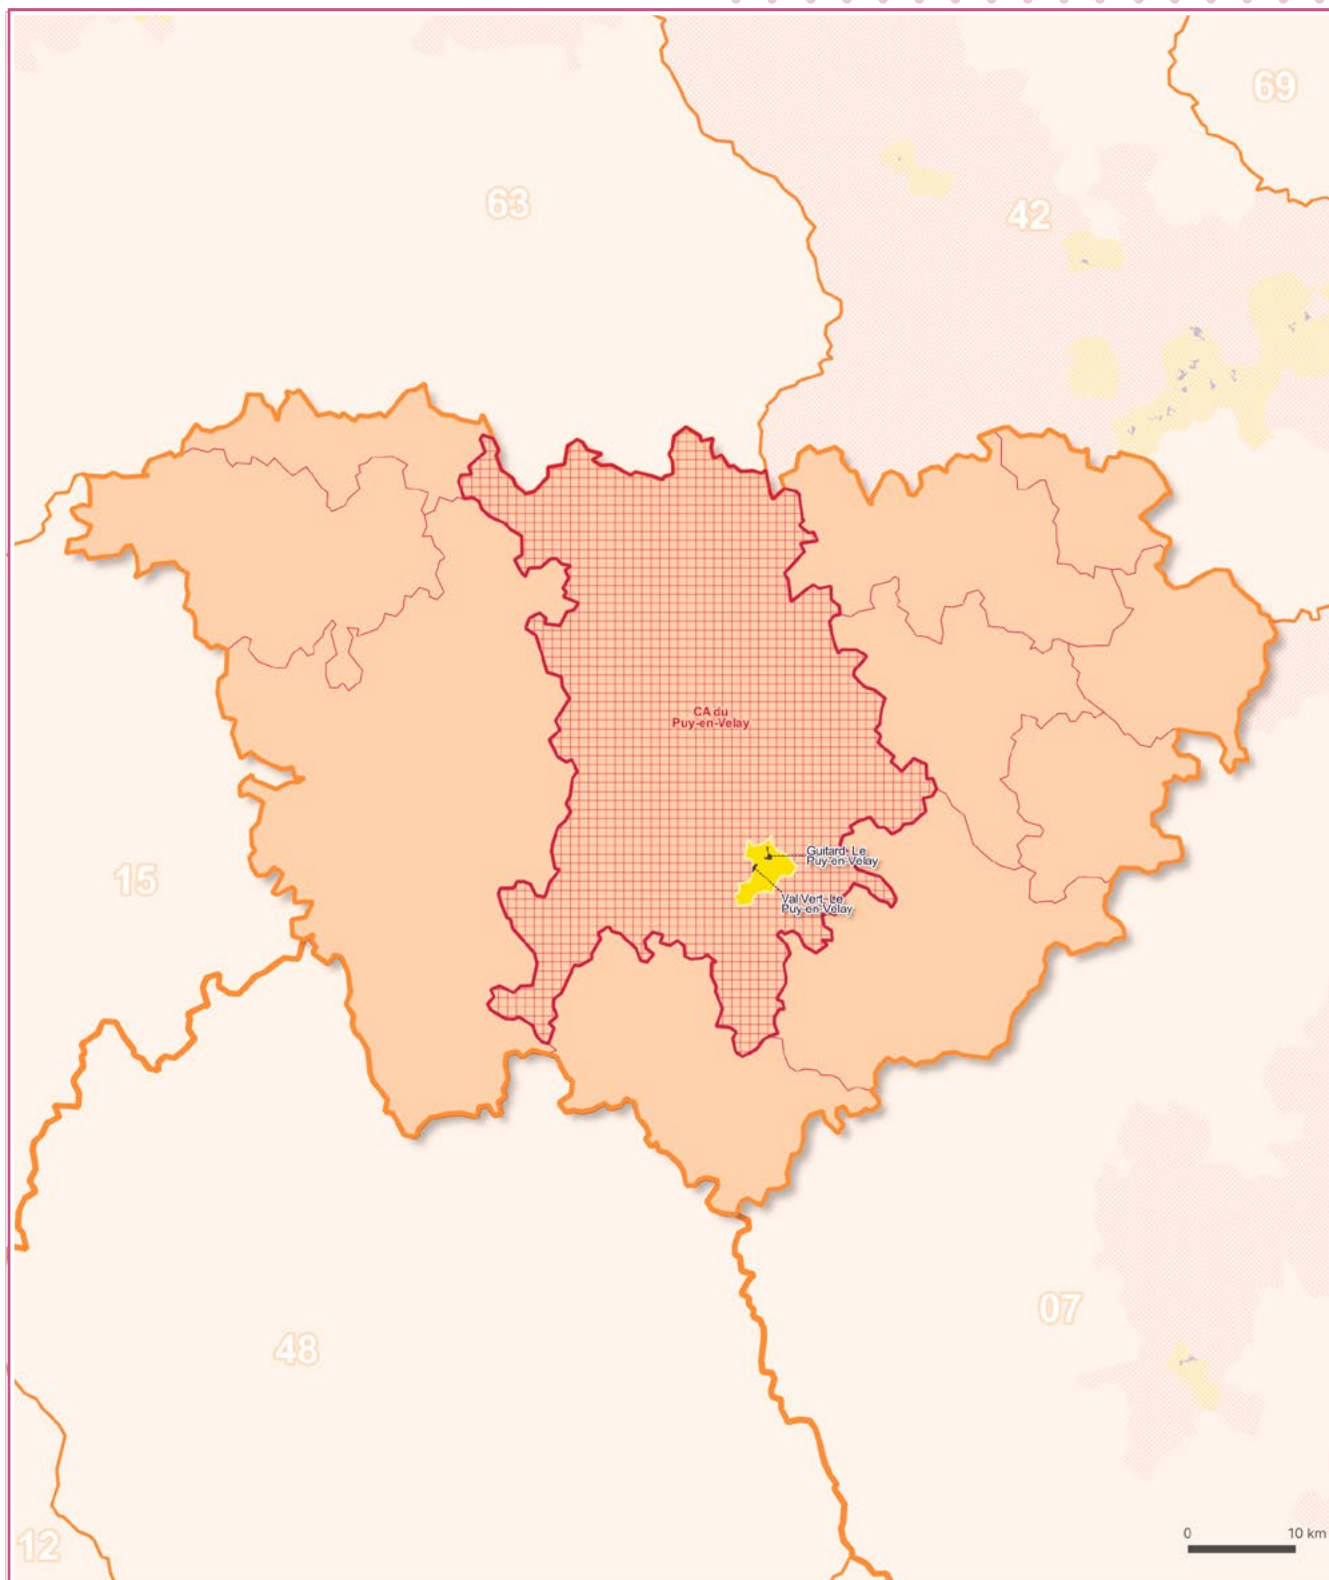 69
63
42
CA du
Puy-en-Velay
Guitard, Le
Puy-en-Velay
Val Vert, Le
Puy-en-Velay
15
07
48
12
0 10 km